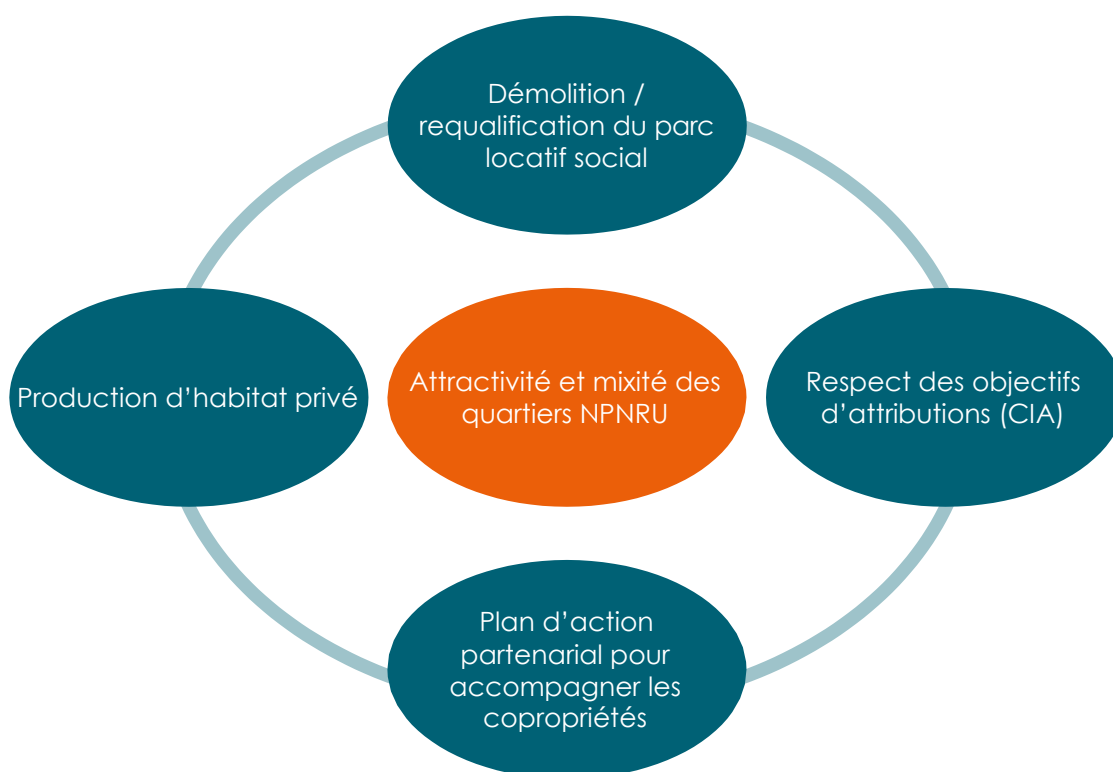 Démolition /
requalification du parc
locatif social
Production d’habitat privé
Attractivité et mixité des
quartiers NPNRU
Respect des objectifs
d’attributions (CIA)
Plan d’action
partenarial pour
accompagner les
copropriétés